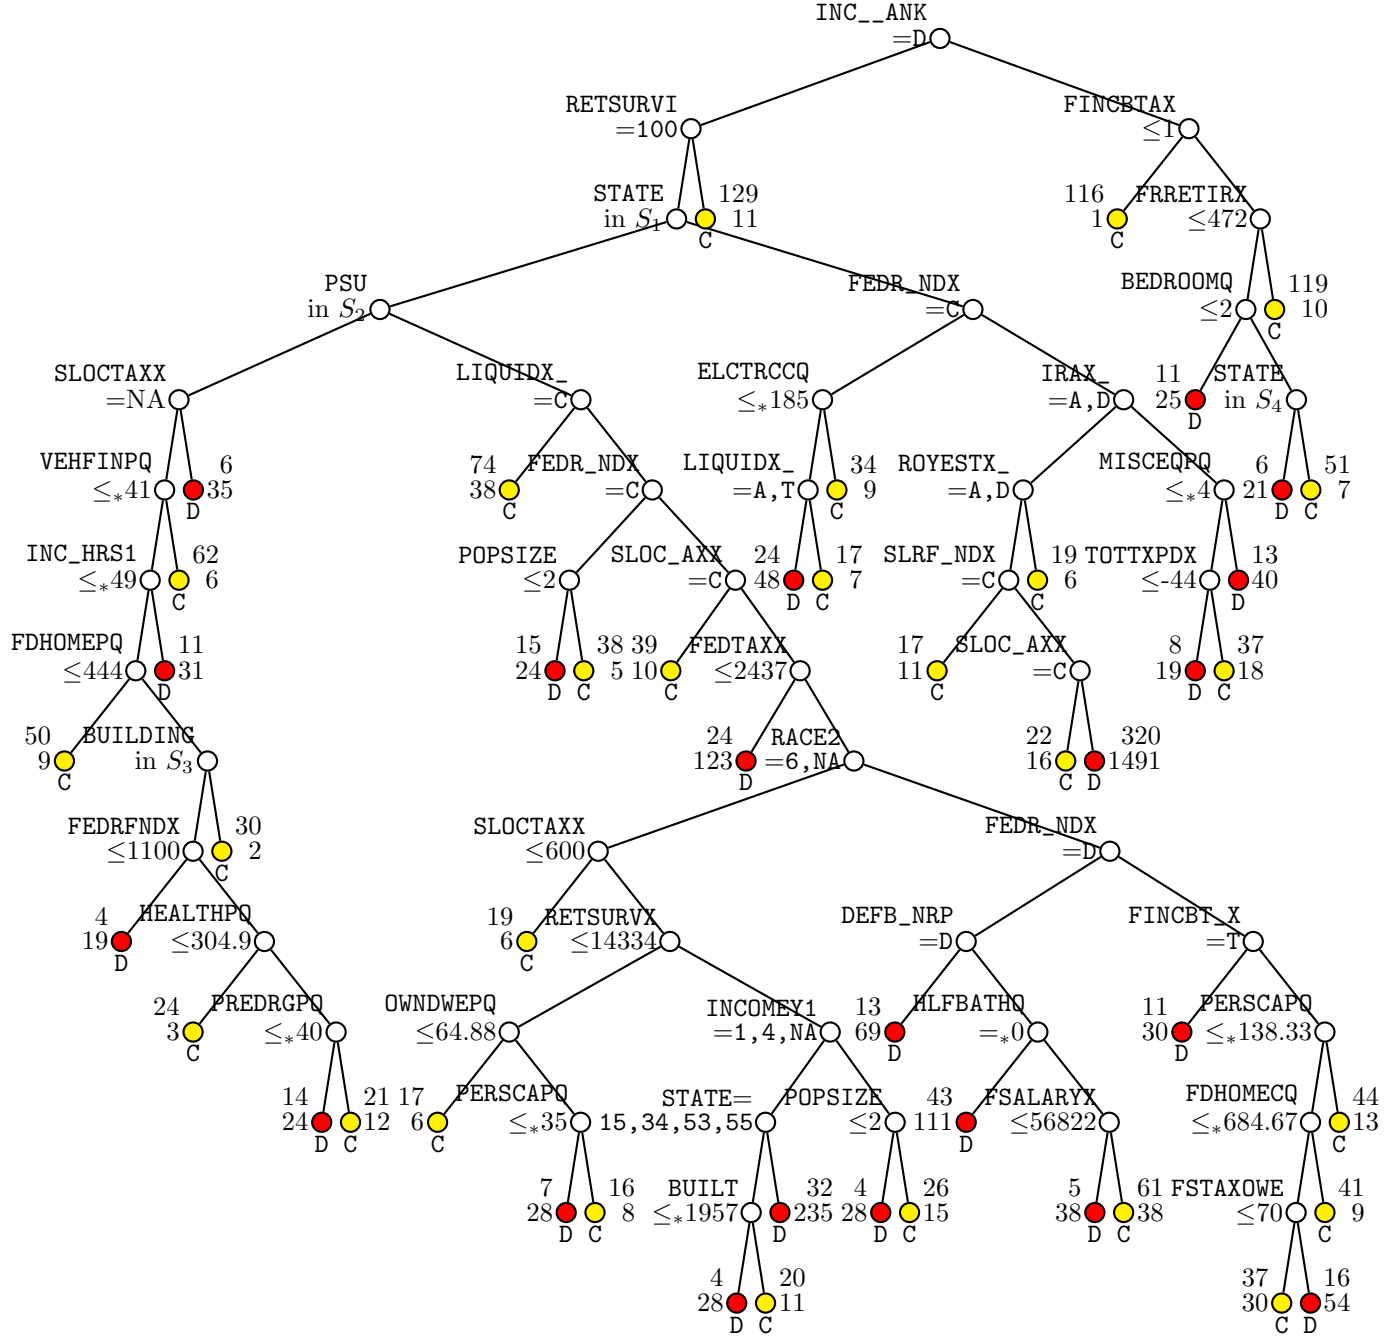 INC__ANK
=D
RETSURVI
=100
FINCBTAX
≤1
STATE
in S1
129
11
C
116
1
C
FRRETIRX
≤472
PSU
in S2
FEDR_NDX
=C
BEDROOMQ
≤2
119
10
C
SLOCTAXX
=NA
LIQUIDX_
=C
ELCTRCCQ
≤*185
IRAX_
=A,D
11
25
D
STATE
in S4
VEHFINPQ
≤*41
6
35
D
74
38
C
FEDR_NDX
=C
LIQUIDX_
=A,T
34
9
C
ROYESTX_
=A,D
MISCEQPQ
≤*4
6
21
D
51
7
C
INC_HRS1
≤*49
62
6
C
POPSIZE
≤2
SLOC_AXX
=C
24
48
D
17
7
C
SLRF_NDX
=C
19
6
C
TOTTXPDX
≤-44
13
40
D
FDHOMEPQ
≤444
11
31
D
15
24
D
38
5
C
39
10
C
FEDTAXX
≤2437
17
11
C
SLOC_AXX
=C
8
19
D
37
18
C
50
9
C
BUILDING
in S3
24
123
D
RACE2
=6,NA
22
16
C
320
1491
D
FEDRFNDX
≤1100
30
2
C
SLOCTAXX
≤600
FEDR_NDX
=D
4
19
D
HEALTHPQ
≤304.9
19
6
C
RETSURVX
≤14334
DEFB_NRP
=D
FINCBT_X
=T
24
3
C
PREDRGPQ
≤*40
OWNDWEPQ
≤64.88
INCOMEY1
=1,4,NA
13
69
D
HLFBATHQ
=*0
11
30
D
PERSCAPQ
≤*138.33
14
24
D
21
12
C
17
6
C
PERSCAPQ
≤*35
STATE=
15,34,53,55
POPSIZE
≤2
43
111
D
FSALARYX
≤56822
FDHOMECQ
≤*684.67
44
13
C
7
28
D
16
8
C
BUILT
≤*1957
32
235
D
4
28
D
26
15
C
5
38
D
61
38
C
FSTAXOWE
≤70
41
9
C
4
28
D
20
11
C
37
30
C
16
54
D